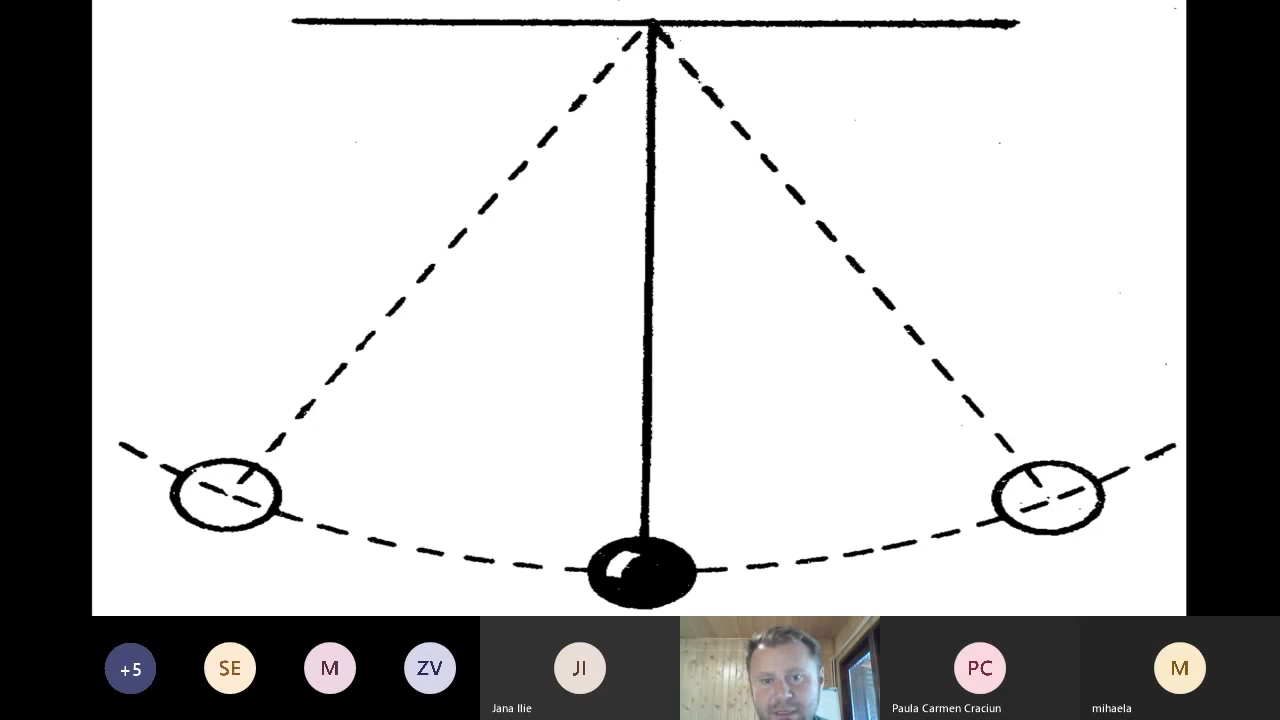 +5
SE
M
ZV
JI
PC
M
Jana Ilie
Paula Carmen Craciun
mihaela